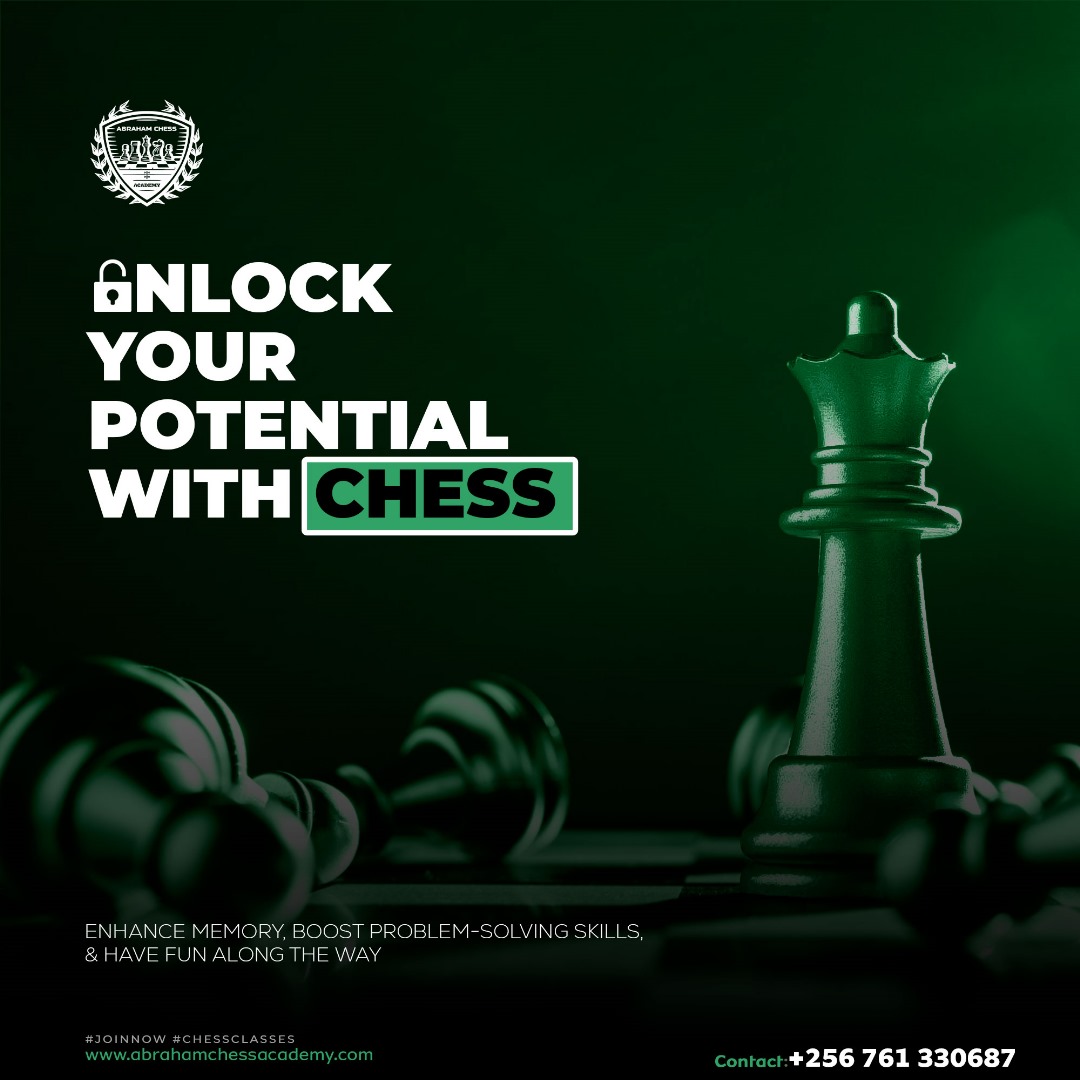 ABRAHAM CHESS
ACADEMY
UNLOCK
YOUR
POTENTIAL
WITH CHESS
ENHANCE MEMORY, BOOST PROBLEM-SOLVING SKILLS,
& HAVE FUN ALONG THE WAY
#JOINNOW #CHESSCLASSES
www.abrahamchessacademy.com
Contact:+256 761 330687